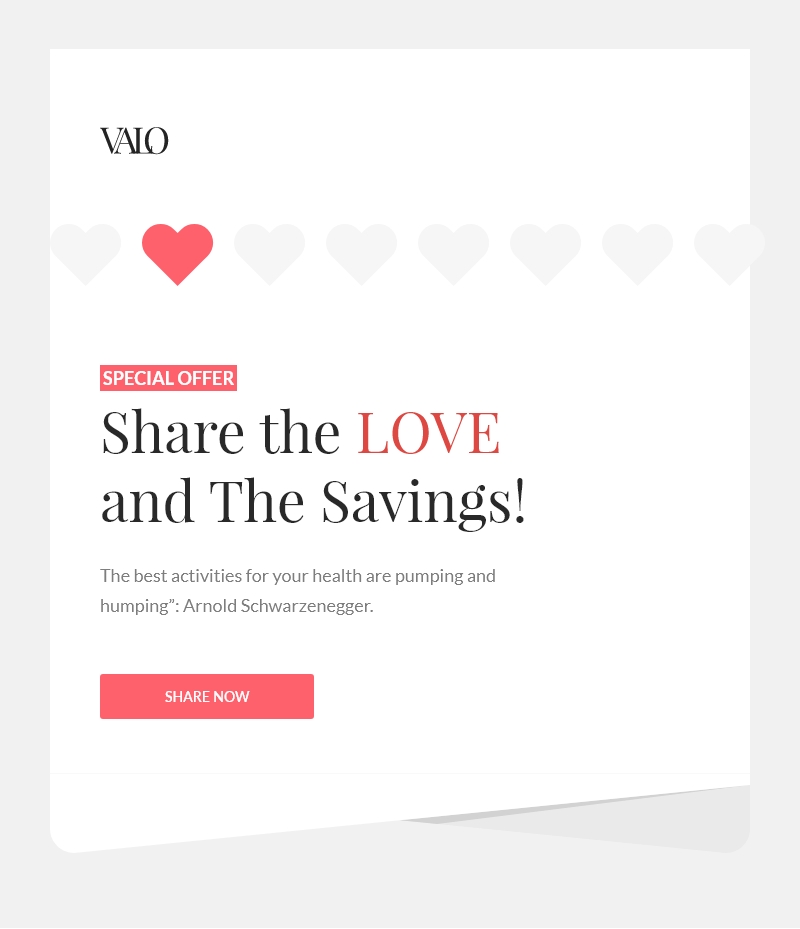 VALO
SPECIAL OFFER
Share the LOVE
and The Savings!
The best activities for your health are pumping and
humping”: Arnold Schwarzenegger.
SHARE NOW